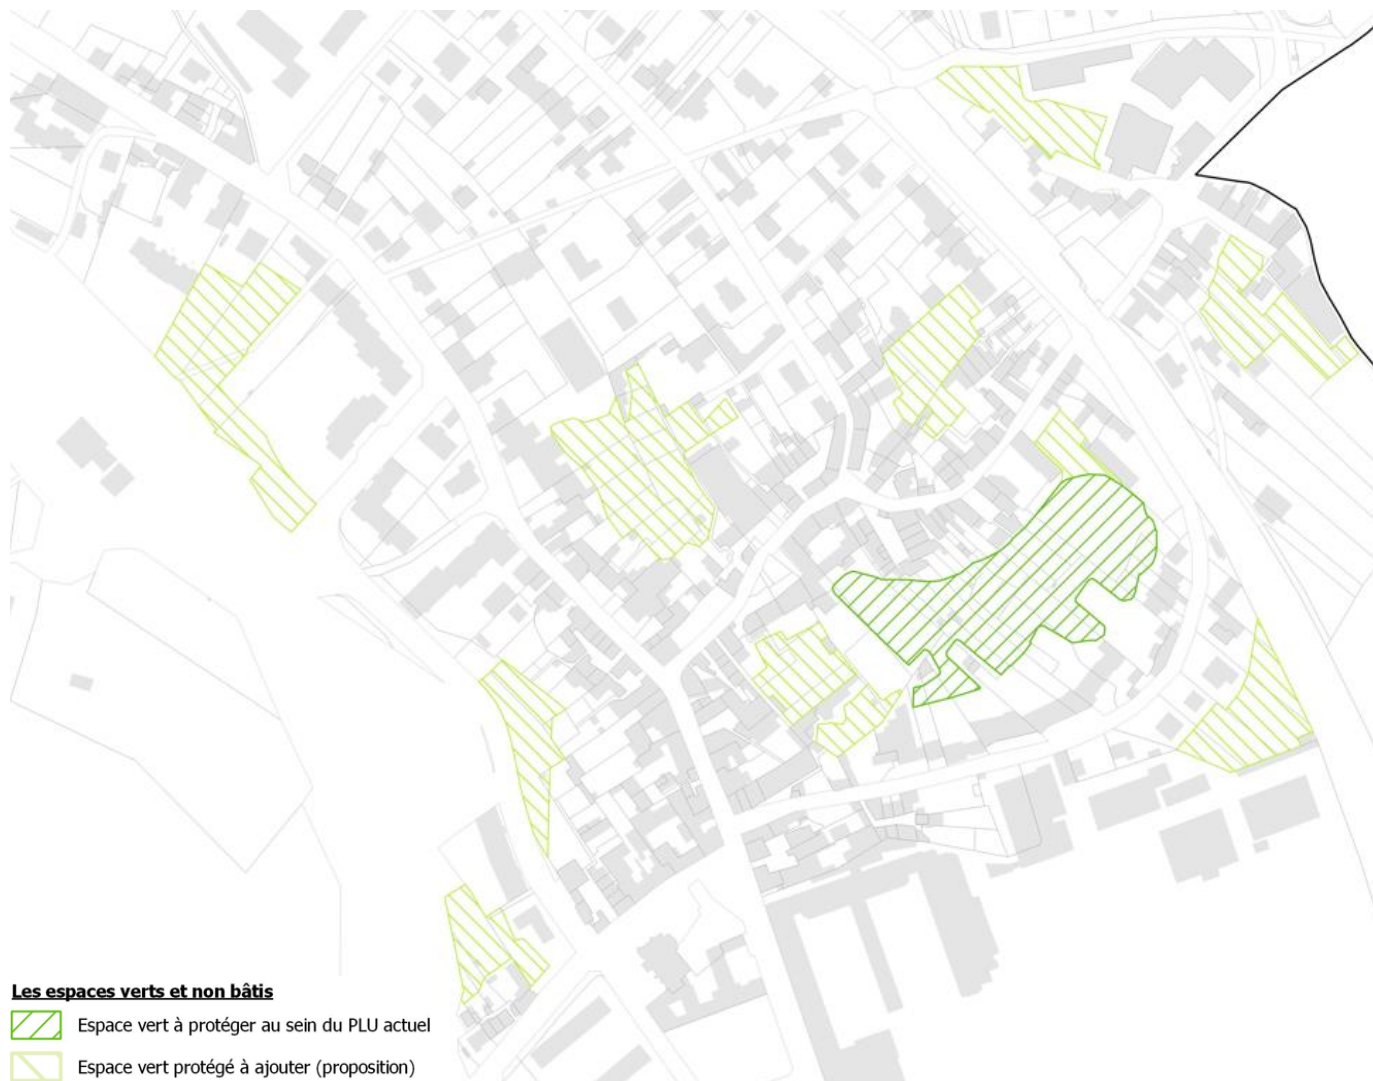 Les espaces verts et non bâtis
Espace vert à protéger au sein du PLU actuel
Espace vert protégé à ajouter (proposition)